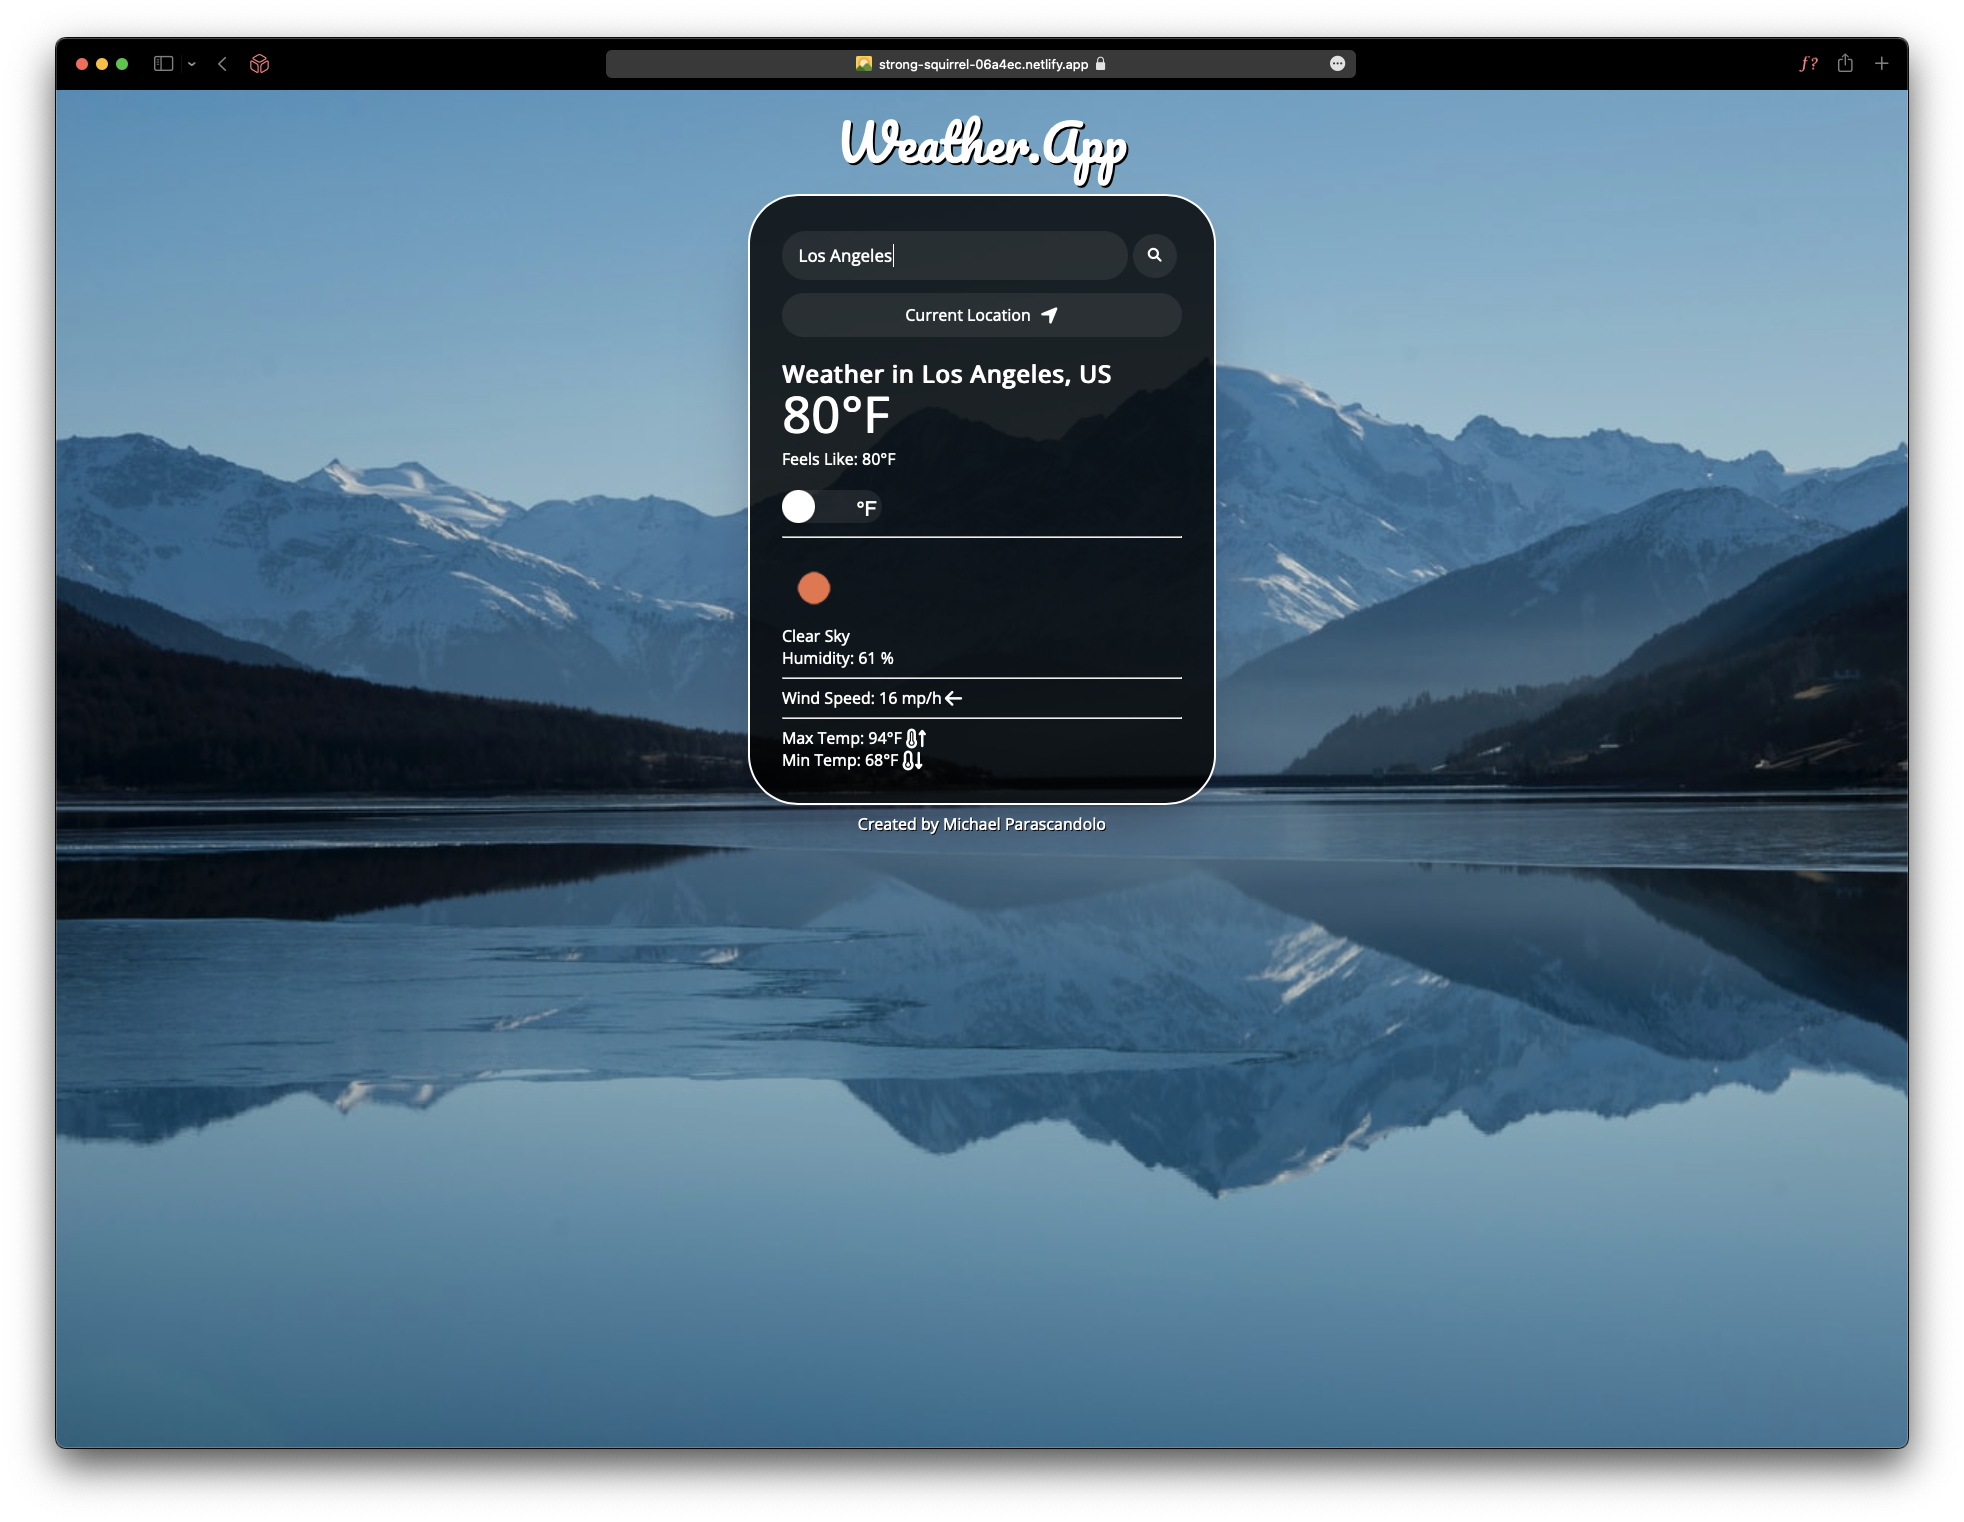 strong-squirrel-06a4ec.netlify.app
f?
Weather.App
Los Angeles
Current Location
Weather in Los Angeles, US
80°F
Feels Like: 80°F
°F
Clear Sky
Humidity: 61 %
Wind Speed: 16 mp/h
Max Temp: 94°F
Min Temp: 68°F
Created by Michael Parascandolo